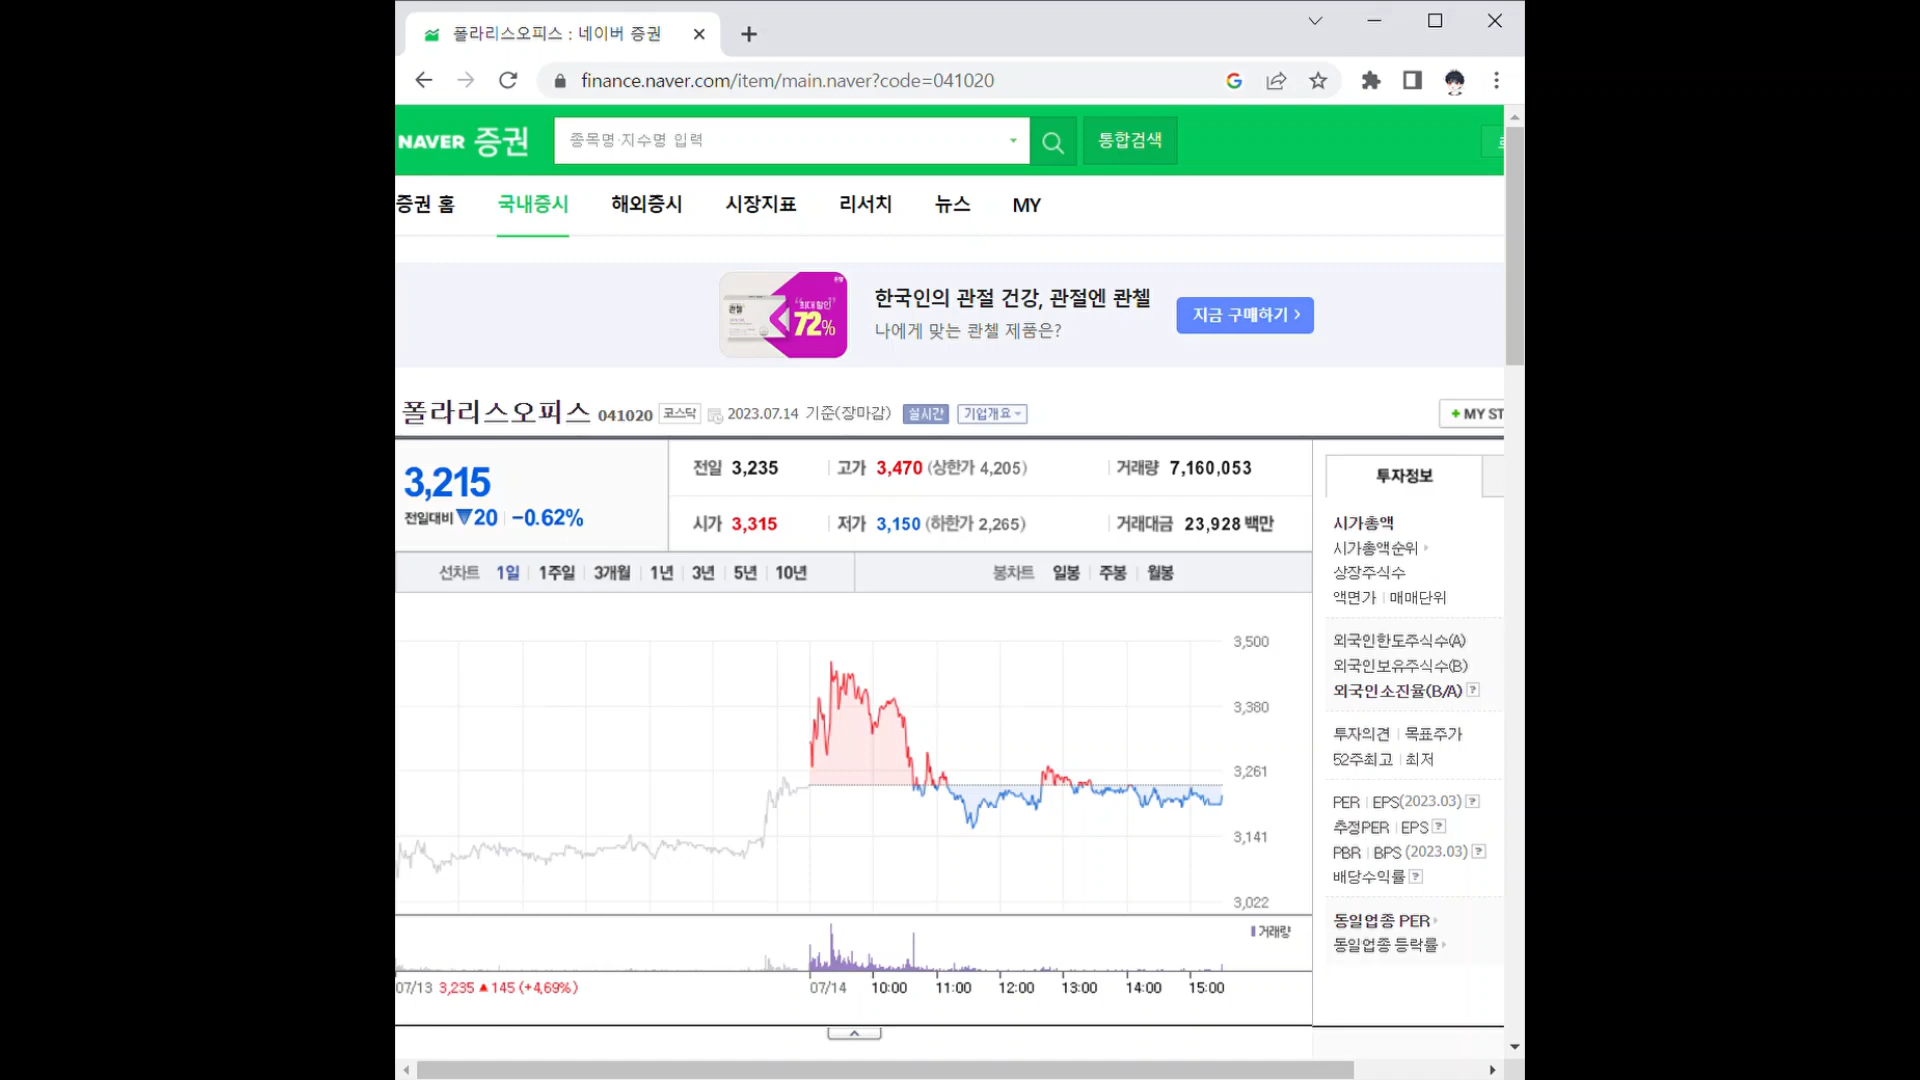 폴라리스오피스 : 네이버 증권
finance.naver.com/item/main.naver?code=041020
NAVER 증권
종목명·지수명 입력
통합검색
증권 홈 국내증시 해외증시 시장지표 리서치 뉴스 MY
"최대 할인"
72%
관절
한국인의 관절 건강, 관절엔 콴첼
나에게 맞는 콴첼 제품은?
지금 구매하기 >
폴라리스오피스 041020 코스닥 2023.07.14 기준(장마감) 실시간 기업개요
+ MY ST
3,215
전일대비 ▼20 | −0.62%
전일 3,235 | 고가 3,470 (상한가 4,205) | 거래량 7,160,053
시가 3,315 | 저가 3,150 (하한가 2,265) | 거래대금 23,928 백만
선차트 1일 1주일 3개월 1년 3년 5년 10년
봉차트 일봉 주봉 월봉
3,500
3,380
3,261
3,141
3,022
거래량
07/13 3,235 ▲145 (+4.69%)
07/14 10:00 11:00 12:00 13:00 14:00 15:00
투자정보
시가총액
시가총액순위
상장주식수
액면가 | 매매단위
외국인한도주식수(A)
외국인보유주식수(B)
외국인소진율(B/A) ?
투자의견 | 목표주가
52주최고 | 최저
PER | EPS(2023.03) ?
추정PER | EPS ?
PBR | BPS (2023.03) ?
배당수익률 ?
동일업종 PER
동일업종 등락률